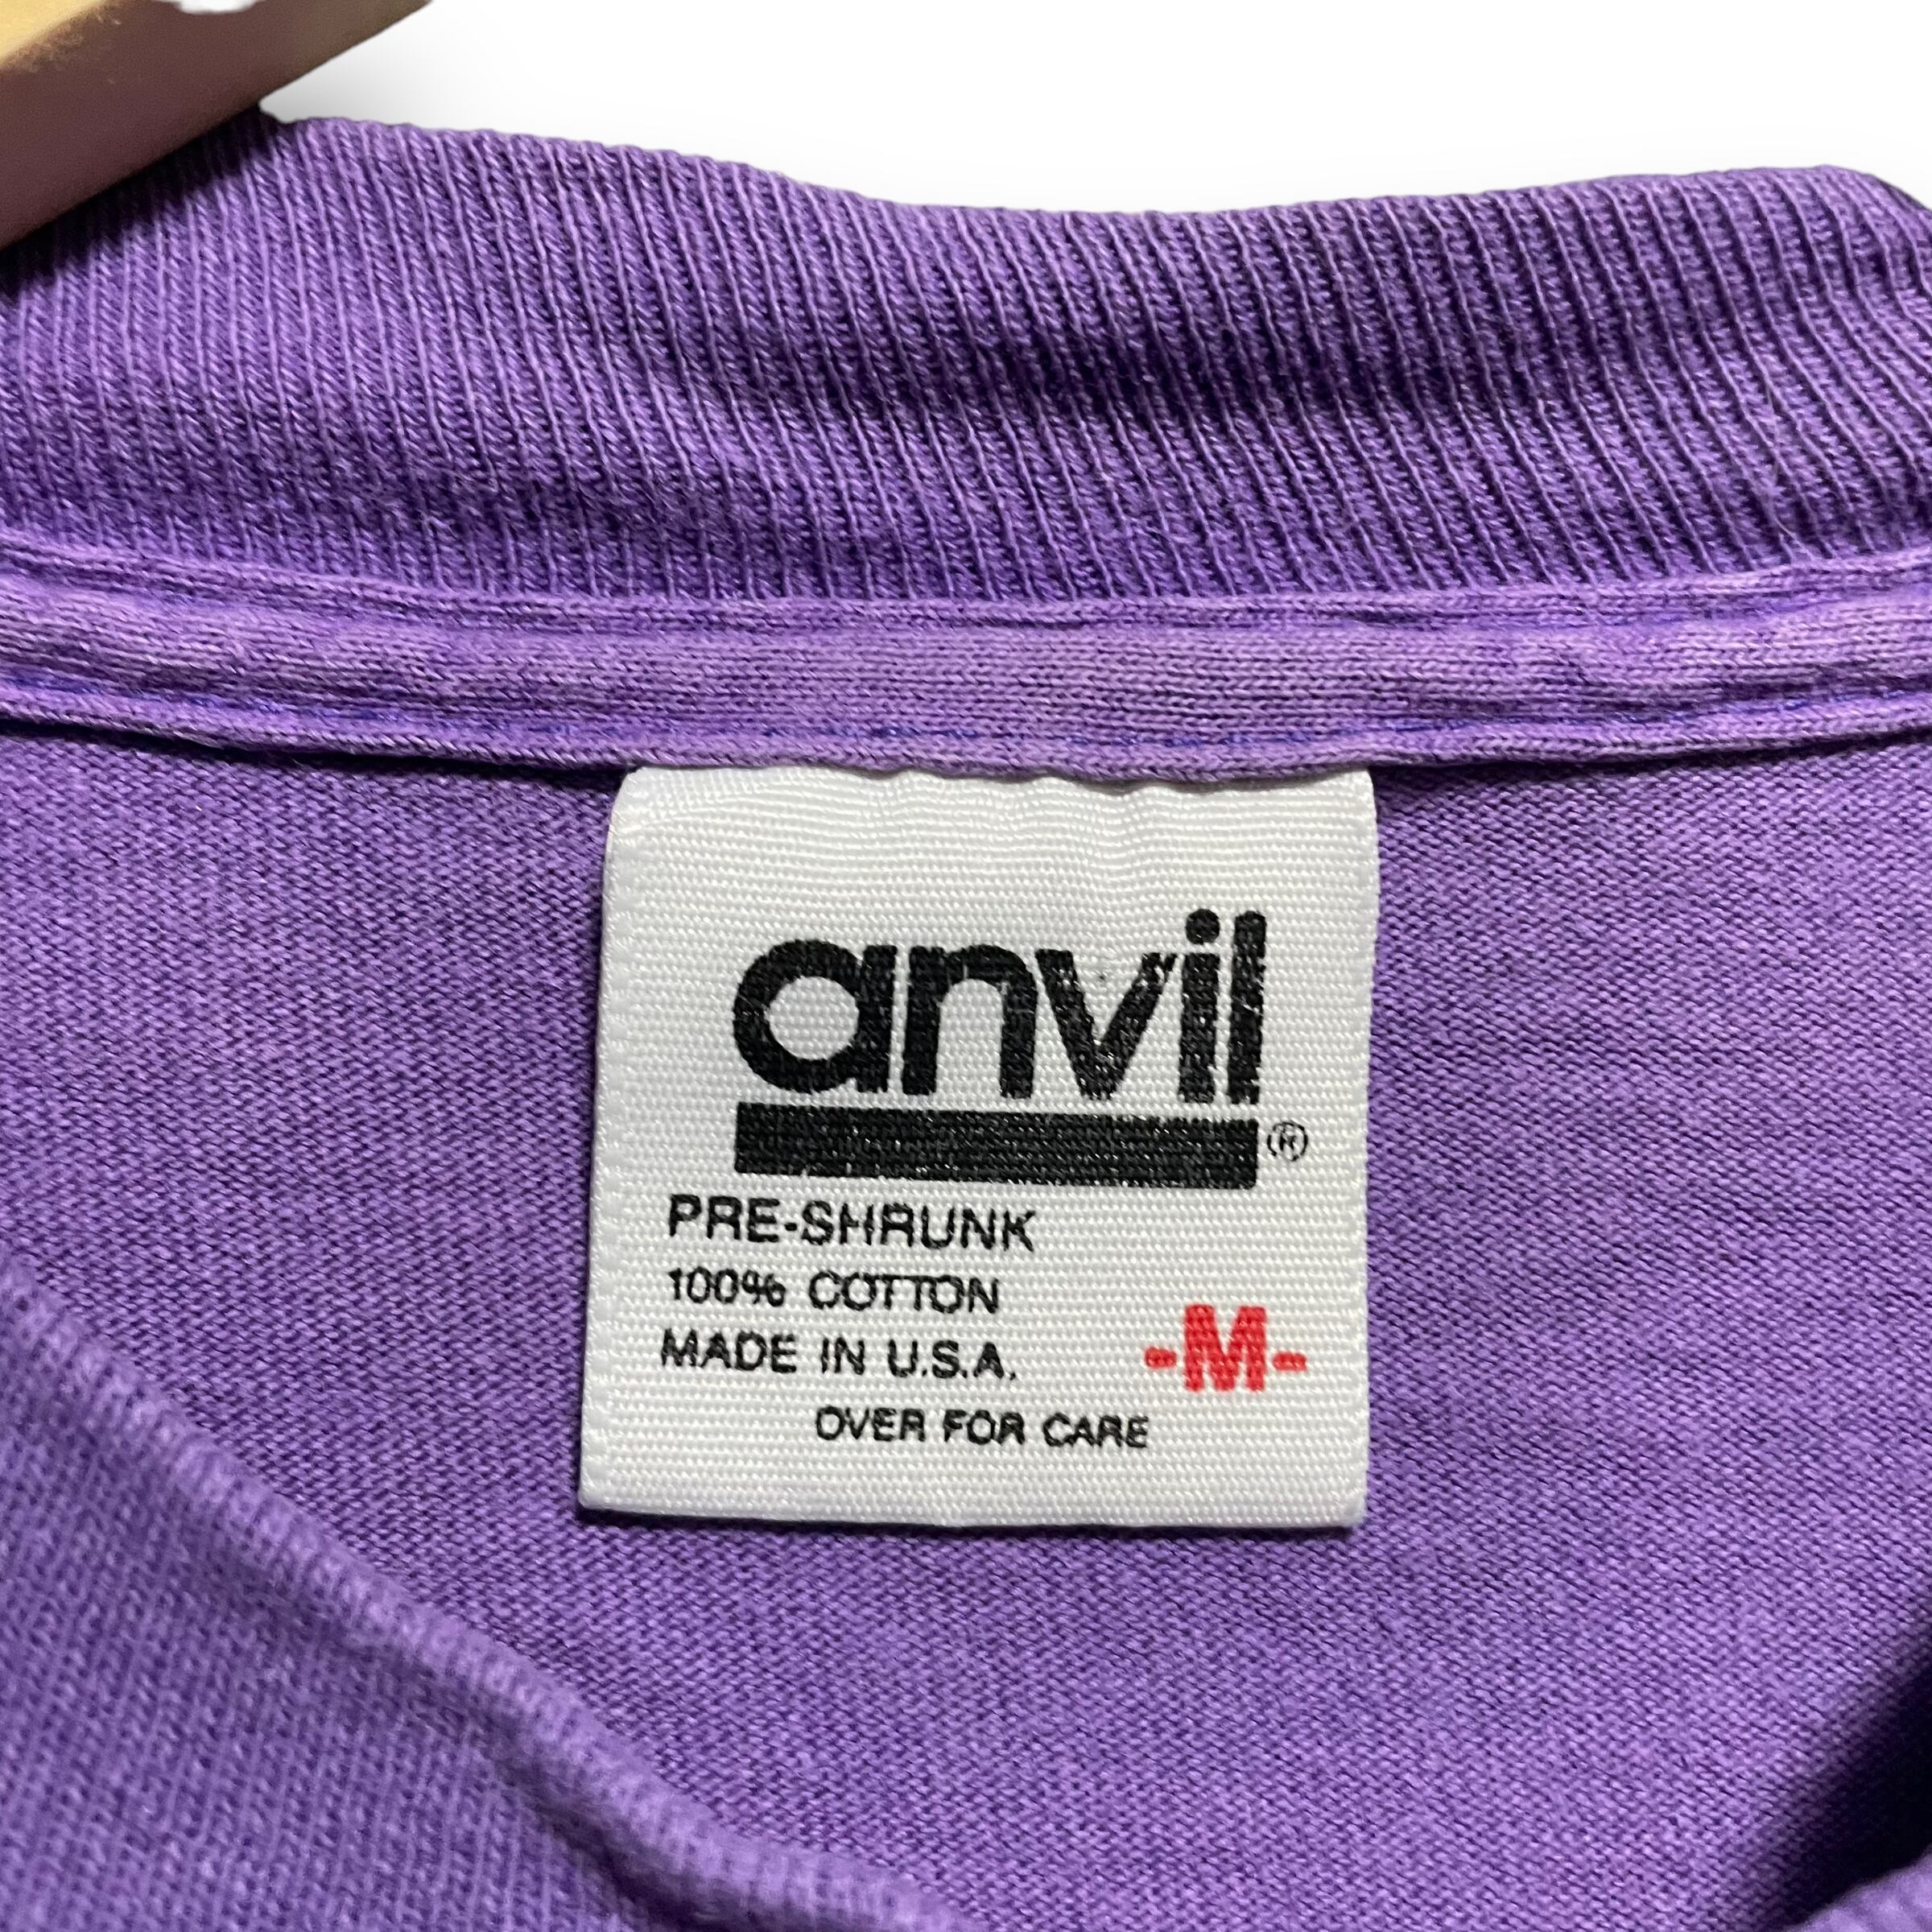 anvil
®
PRE-SHRUNK
100% COTTON
MADE IN U.S.A. -M-
OVER FOR CARE